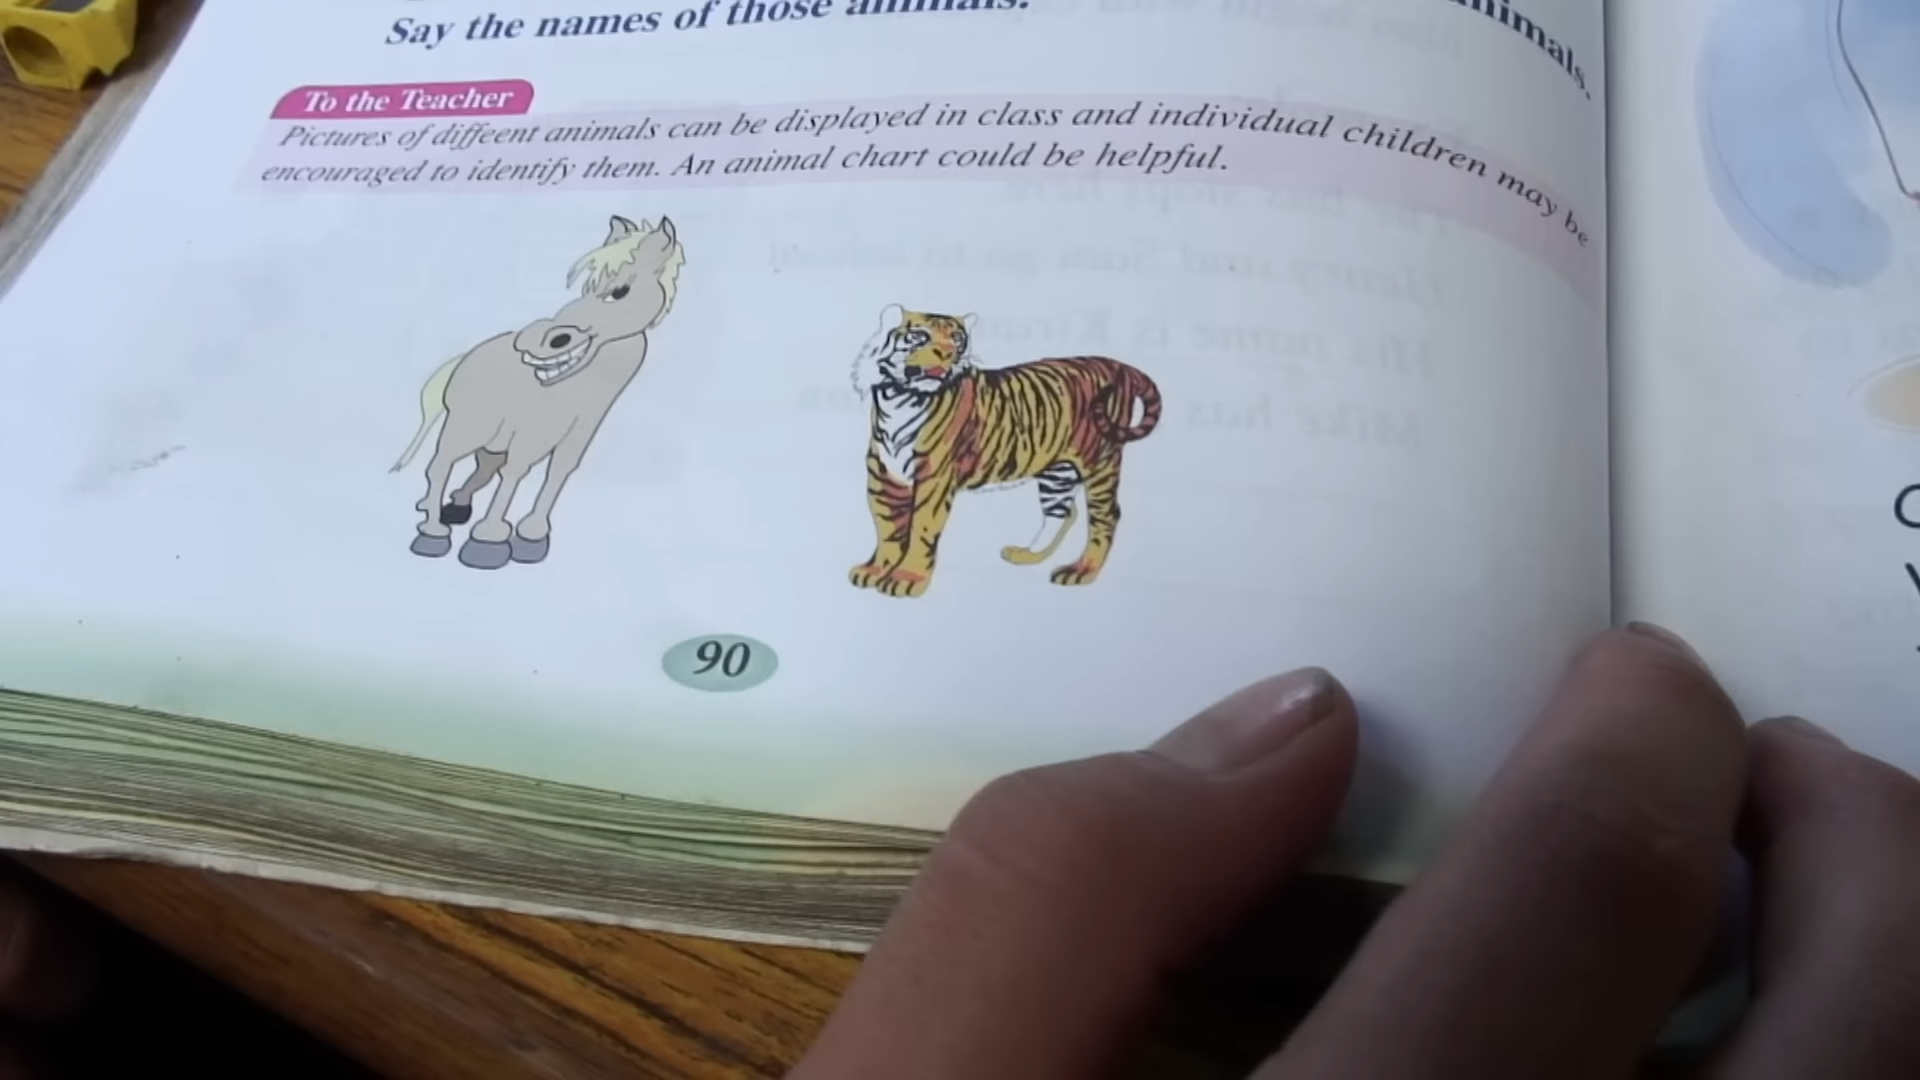 Say the names of those animals.
animals.
To the Teacher
Pictures of diffeent animals can be displayed in class and individual children may be
encouraged to identify them. An animal chart could be helpful.
90